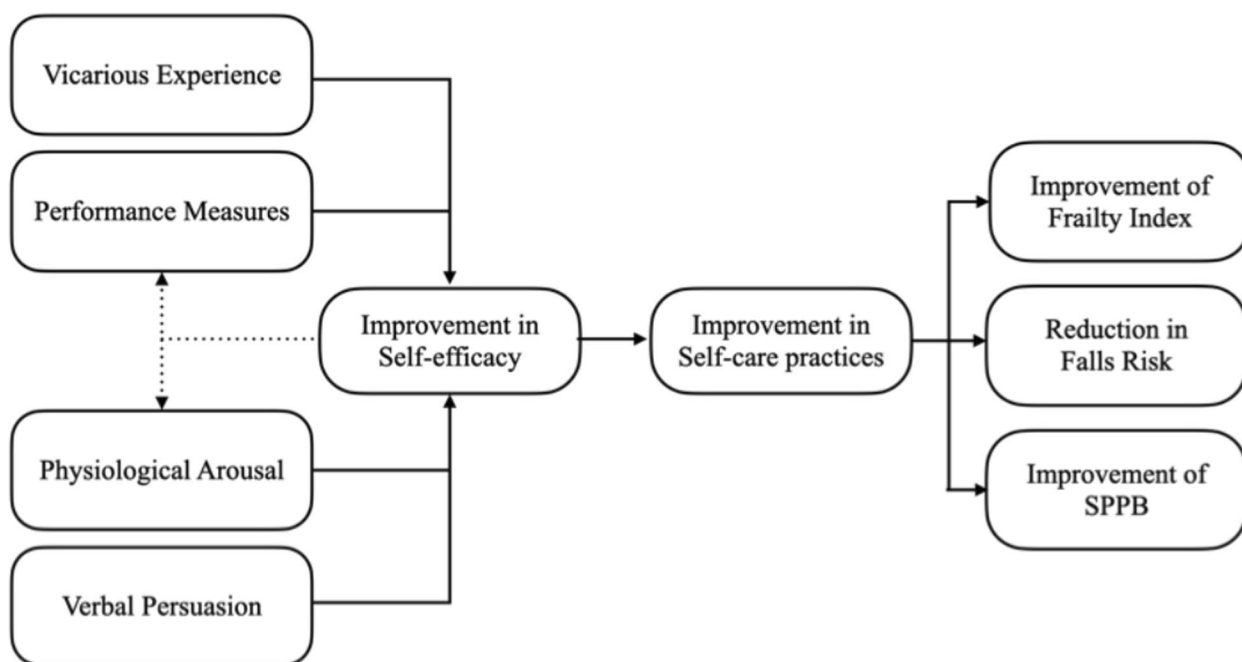 Vicarious Experience
Performance Measures
Physiological Arousal
Verbal Persuasion
Improvement in
Self-efficacy
Improvement in
Self-care practices
Improvement of
Frailty Index
Reduction in
Falls Risk
Improvement of
SPPB